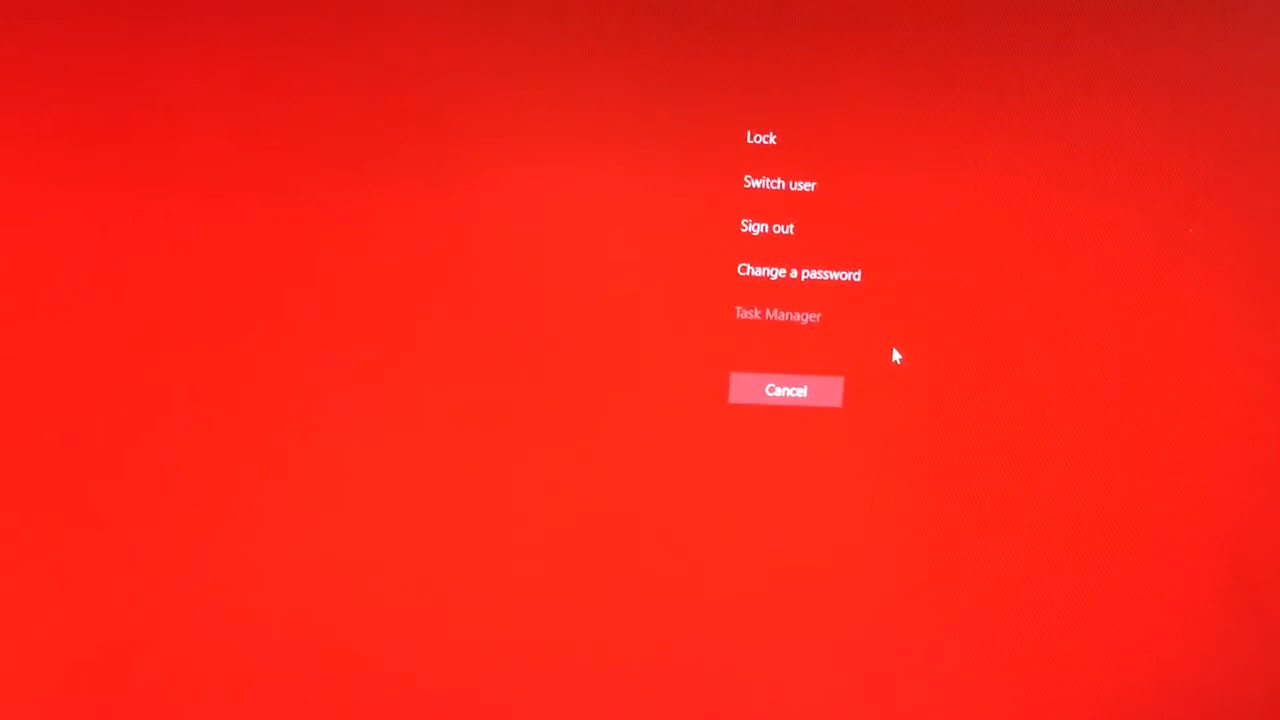 Lock
Switch user
Sign out
Change a password
Task Manager
Cancel